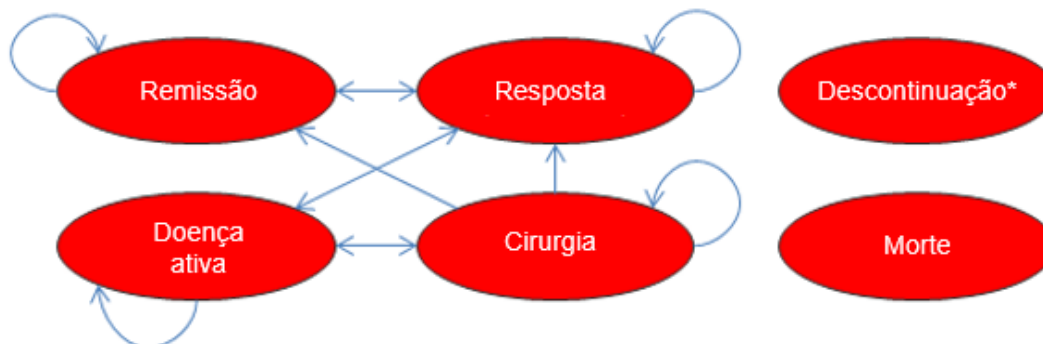 Remissão
Resposta
Descontinuação*
Doença
ativa
Cirurgia
Morte